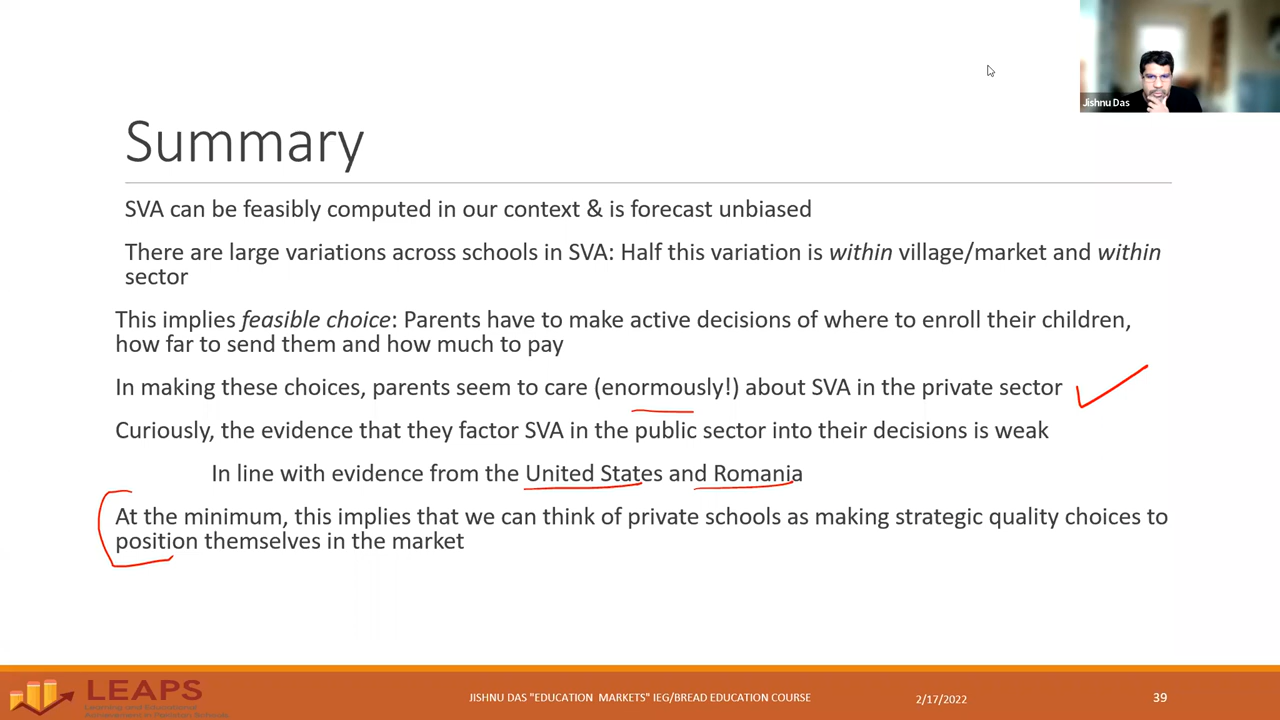 Jishnu Das
Summary
SVA can be feasibly computed in our context & is forecast unbiased
There are large variations across schools in SVA: Half this variation is within village/market and within
sector
This implies feasible choice: Parents have to make active decisions of where to enroll their children,
how far to send them and how much to pay
In making these choices, parents seem to care (enormously!) about SVA in the private sector
Curiously, the evidence that they factor SVA in the public sector into their decisions is weak
In line with evidence from the United States and Romania
At the minimum, this implies that we can think of private schools as making strategic quality choices to
position themselves in the market
LEAPS
Learning and Educational
Achievement in Pakistan Schools
JISHNU DAS "EDUCATION MARKETS" IEG/BREAD EDUCATION COURSE
2/17/2022
39